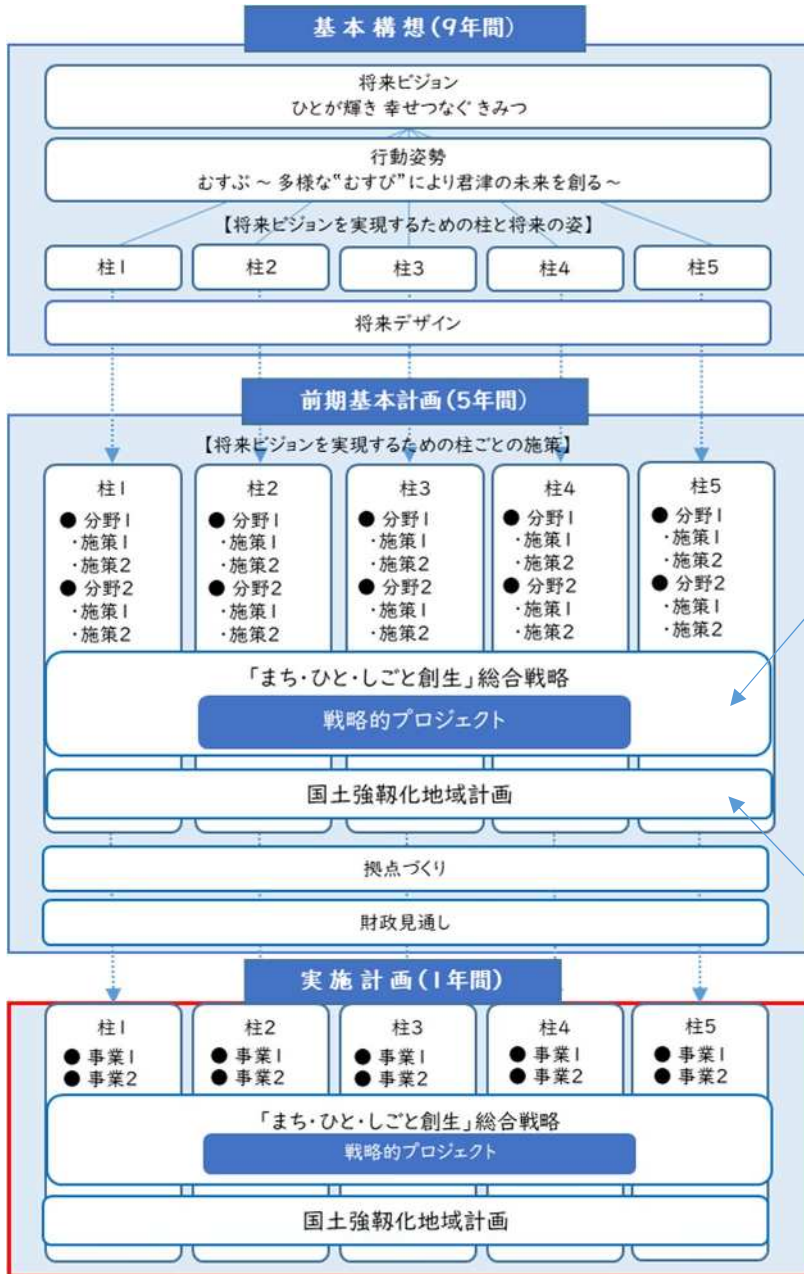 基本構想(9年間)
将来ビジョン
ひとが輝き 幸せつなぐ きみつ
行動姿勢
むすぶ ~ 多様な“むすび”により君津の未来を創る~
【将来ビジョンを実現するための柱と将来の姿】
柱1
柱2
柱3
柱4
柱5
将来デザイン
前期基本計画(5年間)
【将来ビジョンを実現するための柱ごとの施策】
柱1
● 分野1
・施策1
・施策2
● 分野2
・施策1
・施策2
柱2
● 分野1
・施策1
・施策2
● 分野2
・施策1
・施策2
柱3
● 分野1
・施策1
・施策2
● 分野2
・施策1
・施策2
柱4
● 分野1
・施策1
・施策2
● 分野2
・施策1
・施策2
柱5
● 分野1
・施策1
・施策2
● 分野2
・施策1
・施策2
「まち・ひと・しごと創生」総合戦略
戦略的プロジェクト
国土強靱化地域計画
拠点づくり
財政見通し
実施計画(1年間)
柱1
● 事業1
● 事業2
柱2
● 事業1
● 事業2
柱3
● 事業1
● 事業2
柱4
● 事業1
● 事業2
柱5
● 事業1
● 事業2
「まち・ひと・しごと創生」総合戦略
戦略的プロジェクト
国土強靱化地域計画